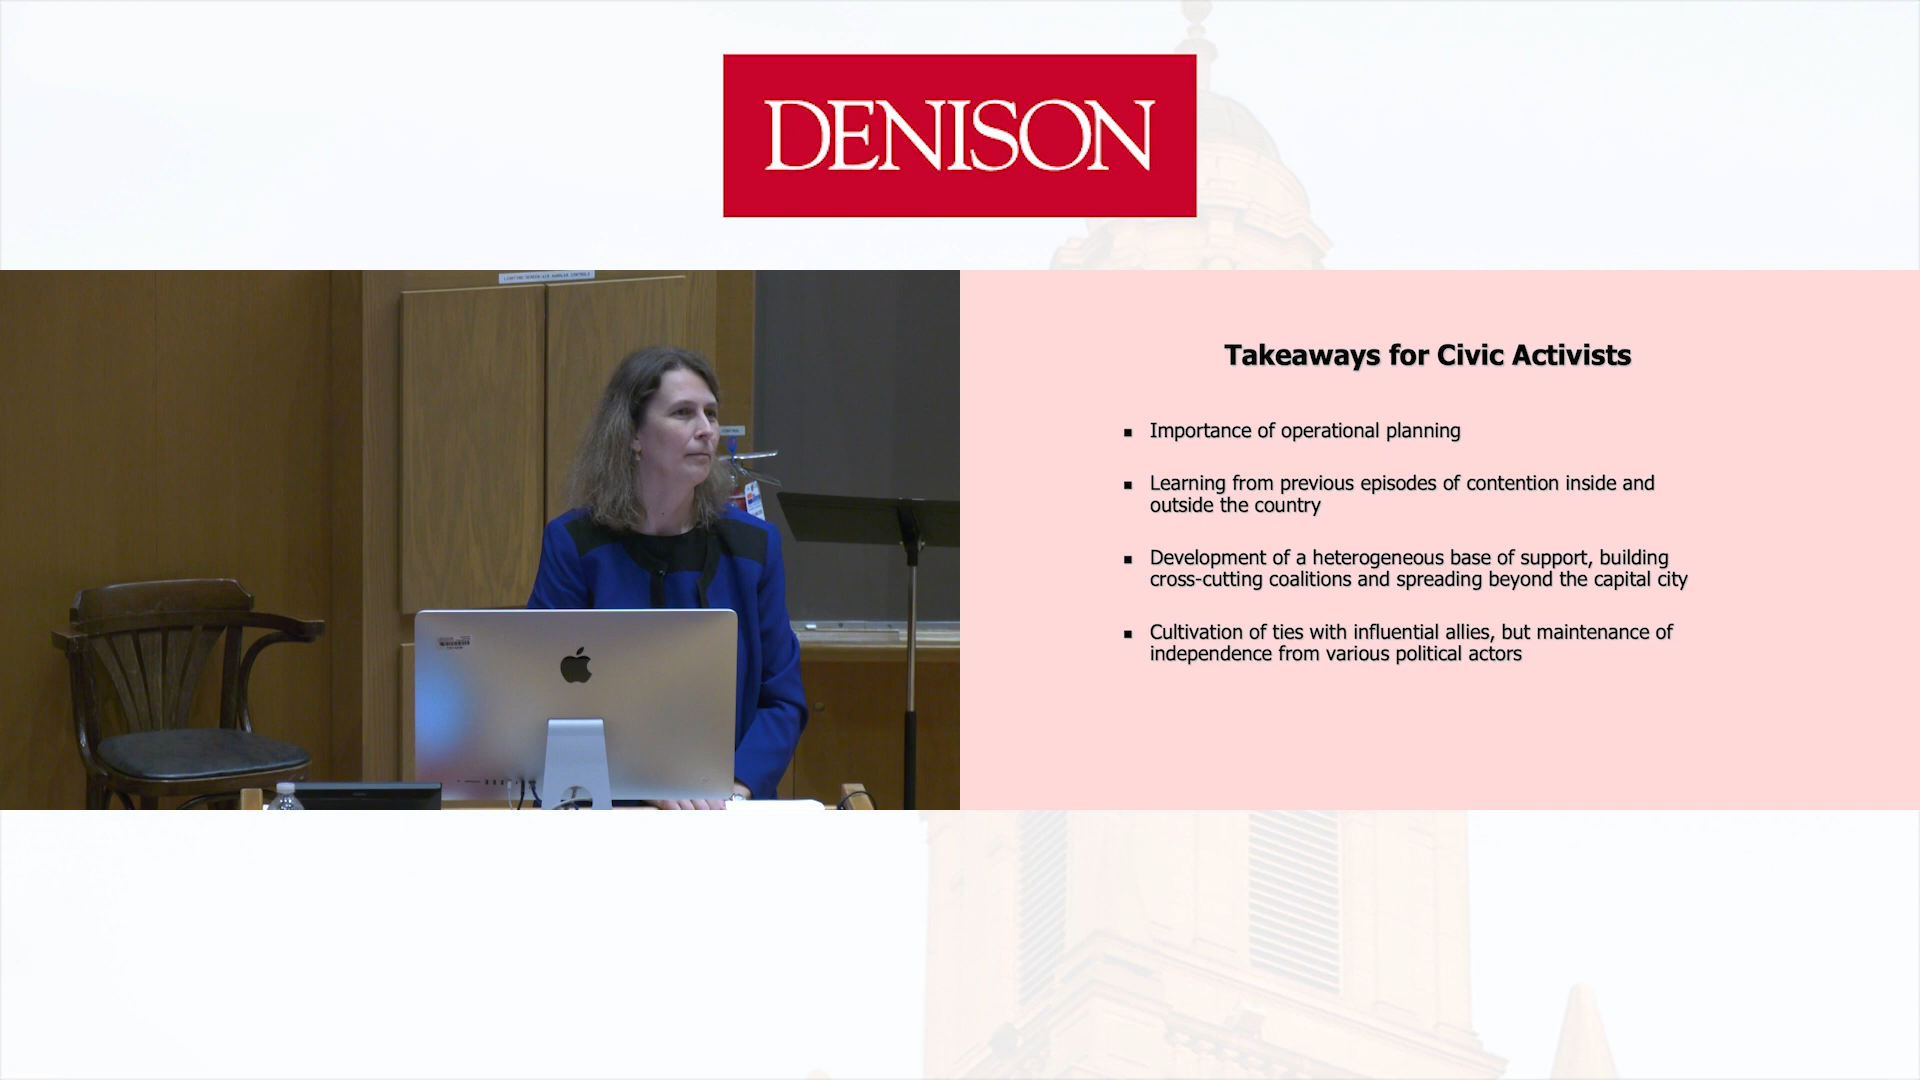 DENISON
Takeaways for Civic Activists
▪ Importance of operational planning
▪ Learning from previous episodes of contention inside and
outside the country
▪ Development of a heterogeneous base of support, building
cross-cutting coalitions and spreading beyond the capital city
▪ Cultivation of ties with influential allies, but maintenance of
independence from various political actors